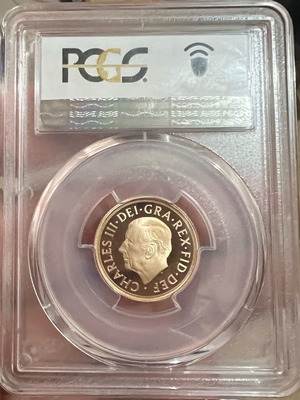 PCGS
CHARLES III · DEI · GRA · REX · FID · DEF ·